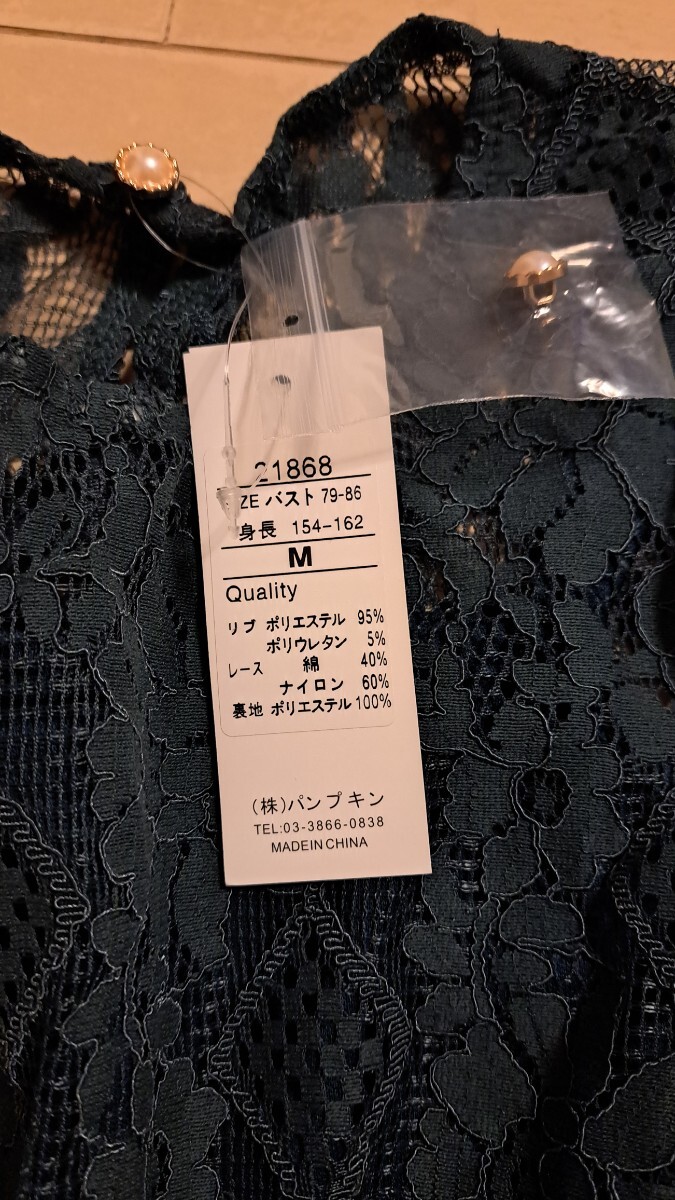 21868
ZE バスト 79-86
身長 154-162
M
Quality
リブ ポリエステル 95%
ポリウレタン 5%
レース 綿 40%
ナイロン 60%
裏地 ポリエステル 100%
(株)パンプキン
TEL:03-3866-0838
MADEINCHINA